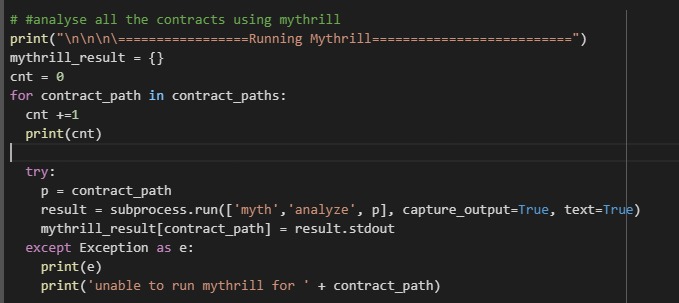 # #analyse all the contracts using mythrill
print("\n\n\n\=================Running Mythrill==========================")
mythrill_result = {}
cnt = 0
for contract_path in contract_paths:
  cnt +=1
  print(cnt)
  try:
    p = contract_path
    result = subprocess.run(['myth','analyze', p], capture_output=True, text=True)
    mythrill_result[contract_path] = result.stdout
  except Exception as e:
    print(e)
    print('unable to run mythrill for ' + contract_path)